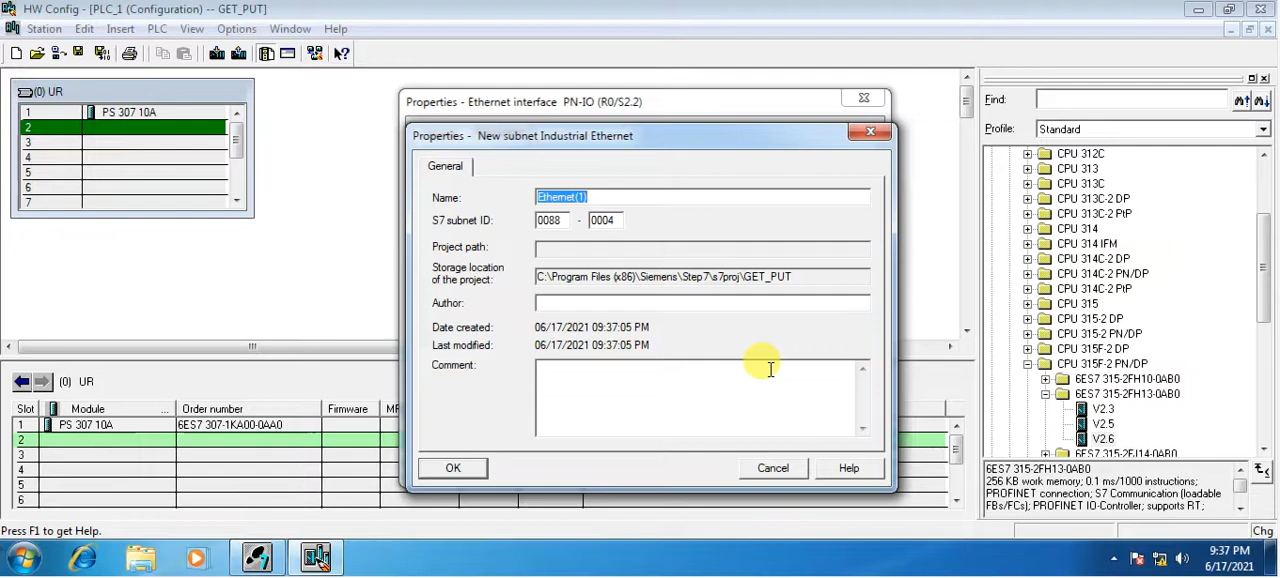 HW Config - [PLC_1 (Configuration) -- GET_PUT]
Station Edit Insert PLC View Options Window Help
(0) UR
1 PS 307 10A
2
3
4
5
6
7
Properties - Ethernet interface PN-IO (R0/S2.2)
Properties - New subnet Industrial Ethernet
General
Name: Ethernet(1)
S7 subnet ID: 0088 - 0004
Project path:
Storage location
of the project: C:\Program Files (x86)\Siemens\Step7\s7proj\GET_PUT
Author:
Date created: 06/17/2021 09:37:05 PM
Last modified: 06/17/2021 09:37:05 PM
Comment:
OK Cancel Help
Find:
Profile: Standard
CPU 312C
CPU 313
CPU 313C
CPU 313C-2 DP
CPU 313C-2 PtP
CPU 314
CPU 314 IFM
CPU 314C-2 DP
CPU 314C-2 PN/DP
CPU 314C-2 PtP
CPU 315
CPU 315-2 DP
CPU 315-2 PN/DP
CPU 315F-2 DP
CPU 315F-2 PN/DP
6ES7 315-2FH10-0AB0
6ES7 315-2FH13-0AB0
V2.3
V2.5
V2.6
6ES7 315-2FJ14-0AB0
6ES7 315-2FH13-0AB0
256 KB work memory; 0.1 ms/1000 instructions;
PROFINET connection; S7 Communication (loadable
FBs/FCs); PROFINET IO-Controller; supports RT;
(0) UR
Slot Module ... Order number Firmware
1 PS 307 10A 6ES7 307-1KA00-0AA0
2
3
4
5
6
Press F1 to get Help.
Chg
9:37 PM
6/17/2021